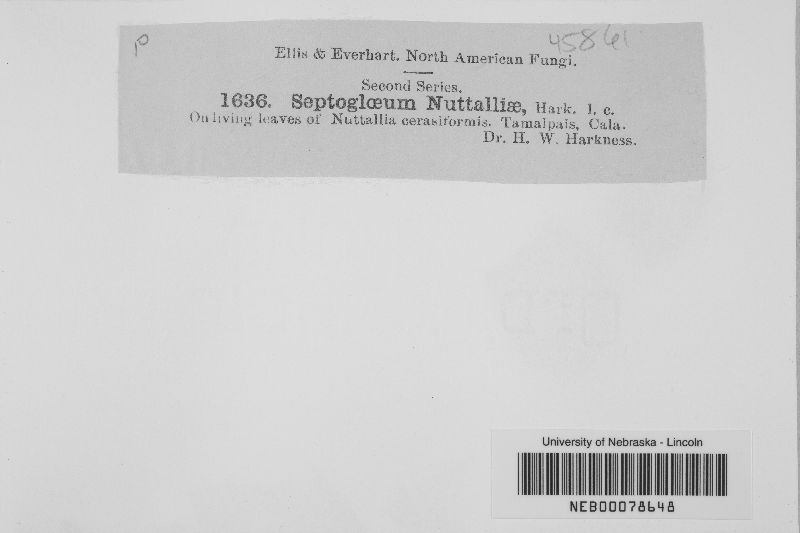 P
45861
Ellis & Everhart. North American Fungi.
Second Series.
1636. Septoglœum Nuttalliæ, Hark. l. c.
On living leaves of Nuttallia cerasiformis. Tamalpais, Cala.
Dr. H. W. Harkness.
University of Nebraska - Lincoln
NEB00078648